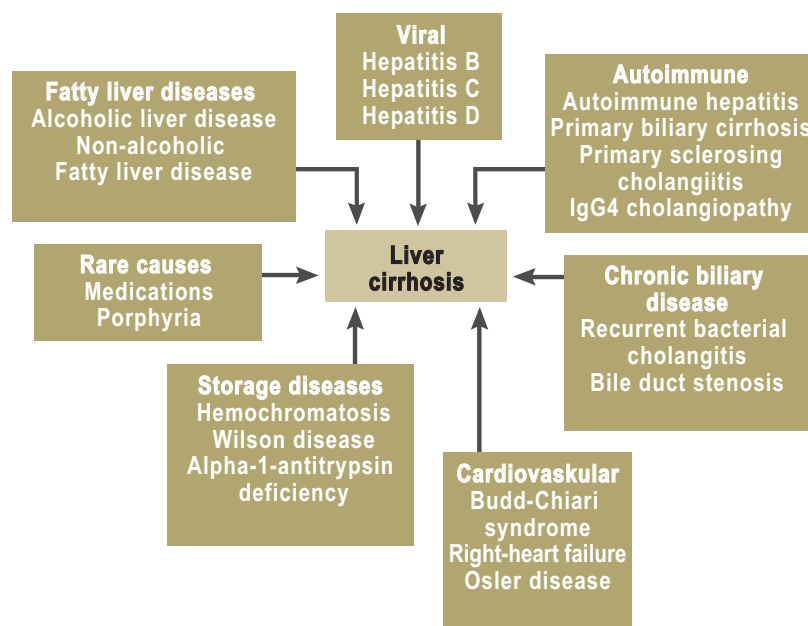 Viral
Hepatitis B
Hepatitis C
Hepatitis D
Fatty liver diseases
Alcoholic liver disease
Non-alcoholic
Fatty liver disease
Autoimmune
Autoimmune hepatitis
Primary biliary cirrhosis
Primary sclerosing
cholangiitis
IgG4 cholangiopathy
Liver
cirrhosis
Rare causes
Medications
Porphyria
Chronic biliary
disease
Recurrent bacterial
cholangitis
Bile duct stenosis
Storage diseases
Hemochromatosis
Wilson disease
Alpha-1-antitrypsin
deficiency
Cardiovaskular
Budd-Chiari
syndrome
Right-heart failure
Osler disease